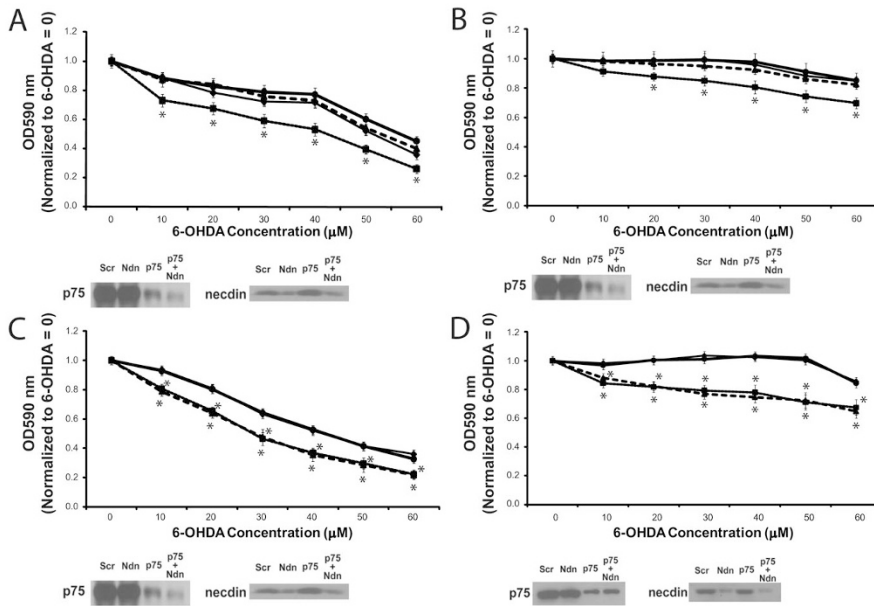 A
OD590 nm
(Normalized to 6-OHDA = 0)
1.2
1.0
0.8
0.6
0.4
0.2
0.0
* * * * * *
0 10 20 30 40 50 60
6-OHDA Concentration (µM)
Scr Ndn p75 p75 + Ndn
p75
Scr Ndn p75 p75 + Ndn
necdin
B
OD590 nm
(Normalized to 6-OHDA = 0)
1.2
1.0
0.8
0.6
0.4
0.2
0.0
* * * * *
0 10 20 30 40 50 60
6-OHDA Concentration (µM)
Scr Ndn p75 p75 + Ndn
p75
Scr Ndn p75 p75 + Ndn
necdin
C
OD590 nm
(Normalized to 6-OHDA = 0)
1.2
1.0
0.8
0.6
0.4
0.2
0.0
* * * * * *
* * * * * *
0 10 20 30 40 50 60
6-OHDA Concentration (µM)
Scr Ndn p75 p75 + Ndn
p75
Scr Ndn p75 p75 + Ndn
necdin
D
OD590 nm
(Normalized to 6-OHDA = 0)
1.2
1.0
0.8
0.6
0.4
0.2
0.0
* * * * * *
* * * * * *
0 10 20 30 40 50 60
6-OHDA Concentration (µM)
Scr Ndn p75 p75 + Ndn
p75
Scr Ndn p75 p75 + Ndn
necdin